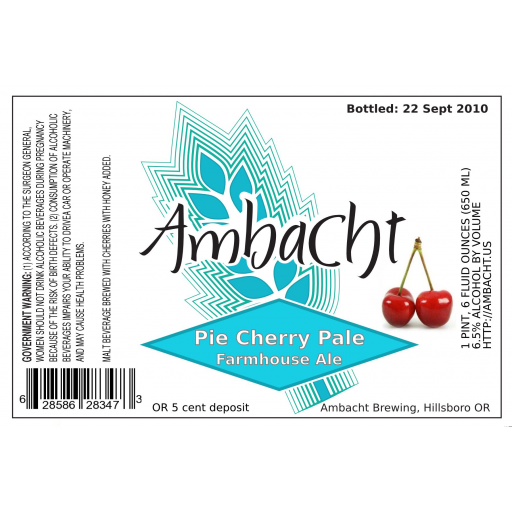 Bottled: 22 Sept 2010
GOVERNMENT WARNING: (1) ACCORDING TO THE SURGEON GENERAL,
WOMEN SHOULD NOT DRINK ALCOHOLIC BEVERAGES DURING PREGNANCY
BECAUSE OF THE RISK OF BIRTH DEFECTS. (2) CONSUMPTION OF ALCOHOLIC
BEVERAGES IMPAIRS YOUR ABILITY TO DRIVE A CAR OR OPERATE MACHINERY,
AND MAY CAUSE HEALTH PROBLEMS.
MALT BEVERAGE BREWED WITH CHERRIES WITH HONEY ADDED.
Ambacht
Pie Cherry Pale
Farmhouse Ale
1 PINT, 6 FLUID OUNCES (650 ML)
6.5% ALCOHOL BY VOLUME
HTTP://AMBACHT.US
6 28586 28347 3
OR 5 cent deposit
Ambacht Brewing, Hillsboro OR